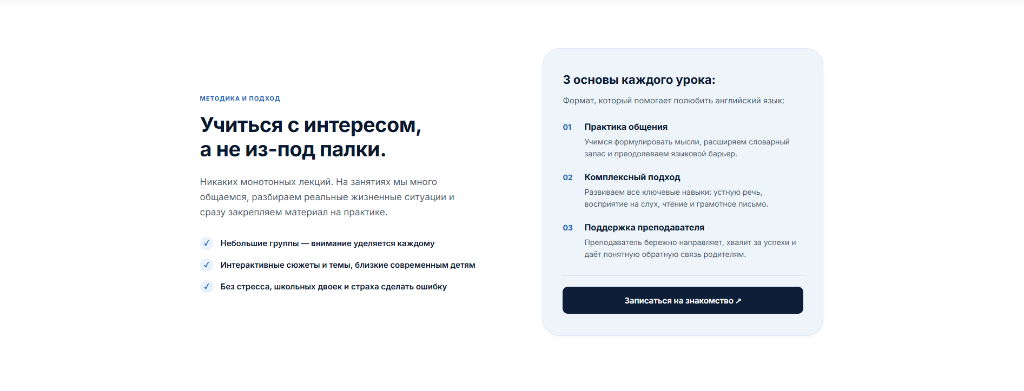 МЕТОДИКА И ПОДХОД
Учиться с интересом,
а не из-под палки.
Никаких монотонных лекций. На занятиях мы много
общаемся, разбираем реальные жизненные ситуации и
сразу закрепляем материал на практике.
✓ Небольшие группы — внимание уделяется каждому
✓ Интерактивные сюжеты и темы, близкие современным детям
✓ Без стресса, школьных двоек и страха сделать ошибку
3 основы каждого урока:
Формат, который помогает полюбить английский язык:
01 Практика общения
Учимся формулировать мысли, расширяем словарный
запас и преодолеваем языковой барьер.
02 Комплексный подход
Развиваем все ключевые навыки: устную речь,
восприятие на слух, чтение и грамотное письмо.
03 Поддержка преподавателя
Преподаватель бережно направляет, хвалит за успехи и
даёт понятную обратную связь родителям.
Записаться на знакомство ↗